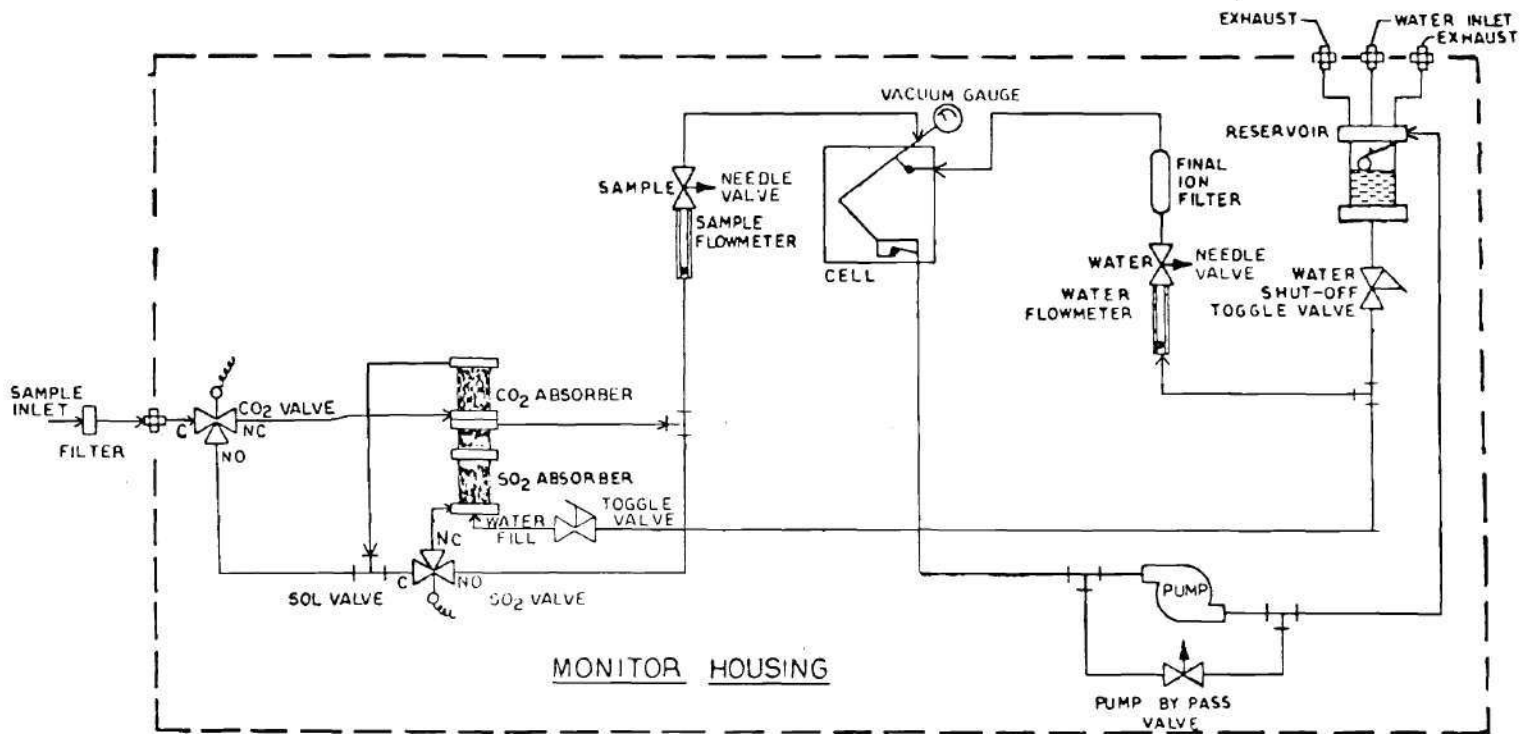 EXHAUST
WATER INLET
EXHAUST
VACUUM GAUGE
RESERVOIR
SAMPLE
NEEDLE
VALVE
SAMPLE
FLOWMETER
CELL
FINAL
ION
FILTER
WATER
NEEDLE
VALVE
WATER
FLOWMETER
WATER
SHUT-OFF
TOGGLE VALVE
SAMPLE
INLET
FILTER
C
CO2 VALVE
NC
NO
CO2 ABSORBER
SO2 ABSORBER
TOGGLE
VALVE
WATER
FILL
NC
C
NO
SOL VALVE
SO2 VALVE
PUMP
MONITOR HOUSING
PUMP BY PASS
VALVE